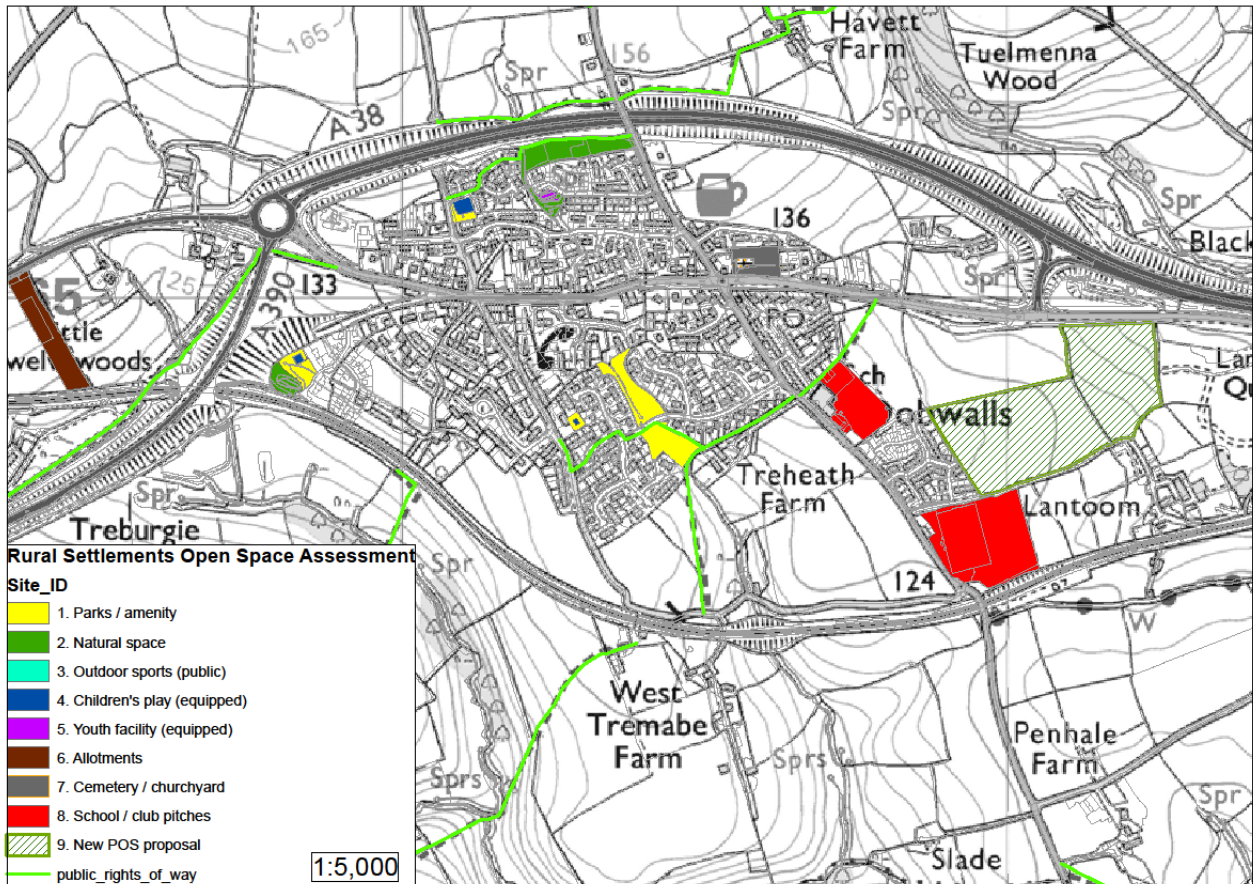 Havett
Farm
Tuelmenna
Wood
165
156
Spr
A 38
Spr
Spr
Spr
136
Black
Spr
125
133
65
A 390
PO
Dobwalls
Treheath
Farm
Lantoom
Spr
Treburgie
Spr
124
W
West
Tremabe
Farm
Penhale
Farm
Sprs
Sprs
Spr
Slade
Rural Settlements Open Space Assessment
Site_ID
1. Parks / amenity
2. Natural space
3. Outdoor sports (public)
4. Children's play (equipped)
5. Youth facility (equipped)
6. Allotments
7. Cemetery / churchyard
8. School / club pitches
9. New POS proposal
public_rights_of_way
1:5,000